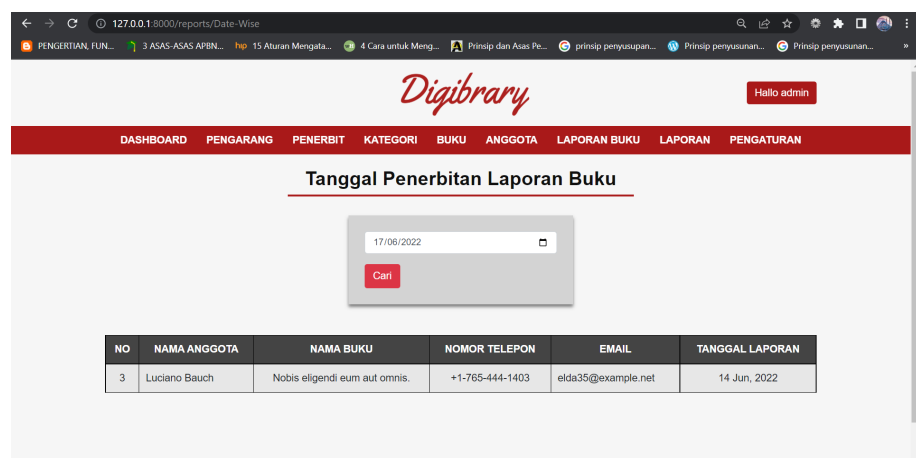 127.0.0.1:8000/reports/Date-Wise
PENGERTIAN, FUN... 3 ASAS-ASAS APBN... hip 15 Aturan Mengata... 4 Cara untuk Meng... Prinsip dan Asas Pe... prinsip penyusupan... Prinsip penyusunan... Prinsip penyusunan... »
Digibrary
Hallo admin
DASHBOARD PENGARANG PENERBIT KATEGORI BUKU ANGGOTA LAPORAN BUKU LAPORAN PENGATURAN
Tanggal Penerbitan Laporan Buku
17/06/2022
Cari
NO NAMA ANGGOTA NAMA BUKU NOMOR TELEPON EMAIL TANGGAL LAPORAN
3 Luciano Bauch Nobis eligendi eum aut omnis. +1-765-444-1403 elda35@example.net 14 Jun, 2022